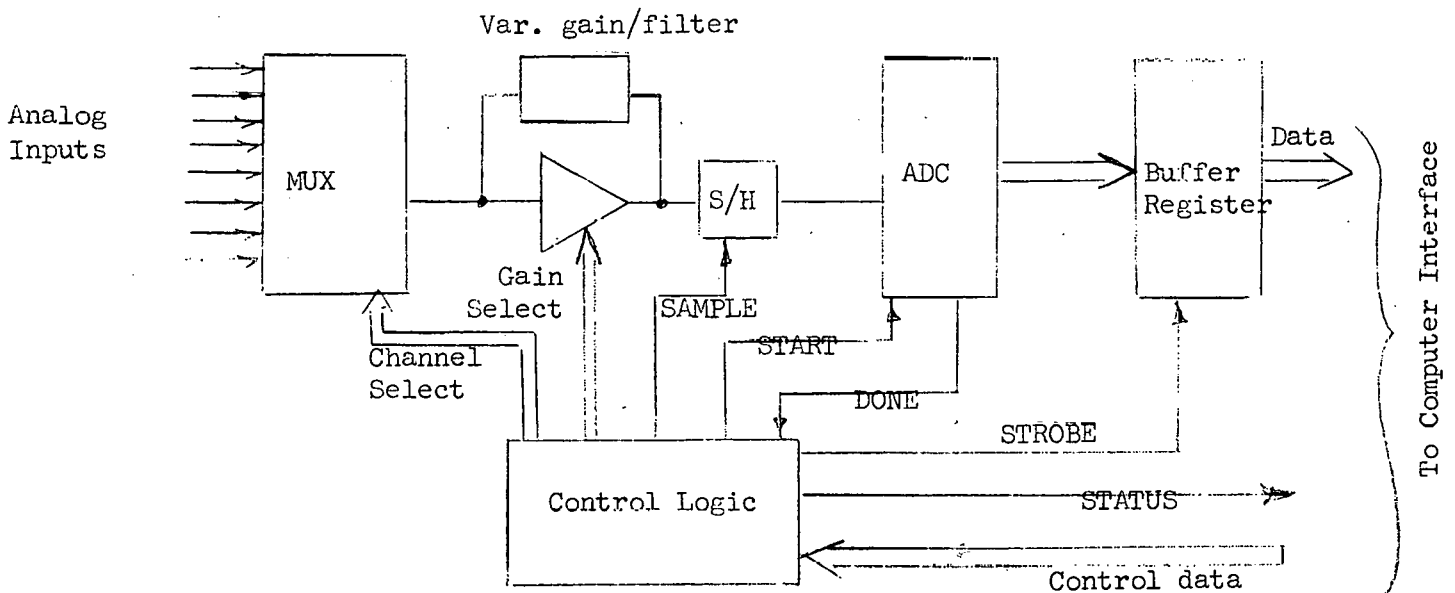 Var. gain/filter
Analog
Inputs
MUX
S/H
ADC
Buffer
Register
Data
To Computer Interface
Gain
Select
SAMPLE
START
Channel
Select
DONE
STROBE
Control Logic
STATUS
Control data